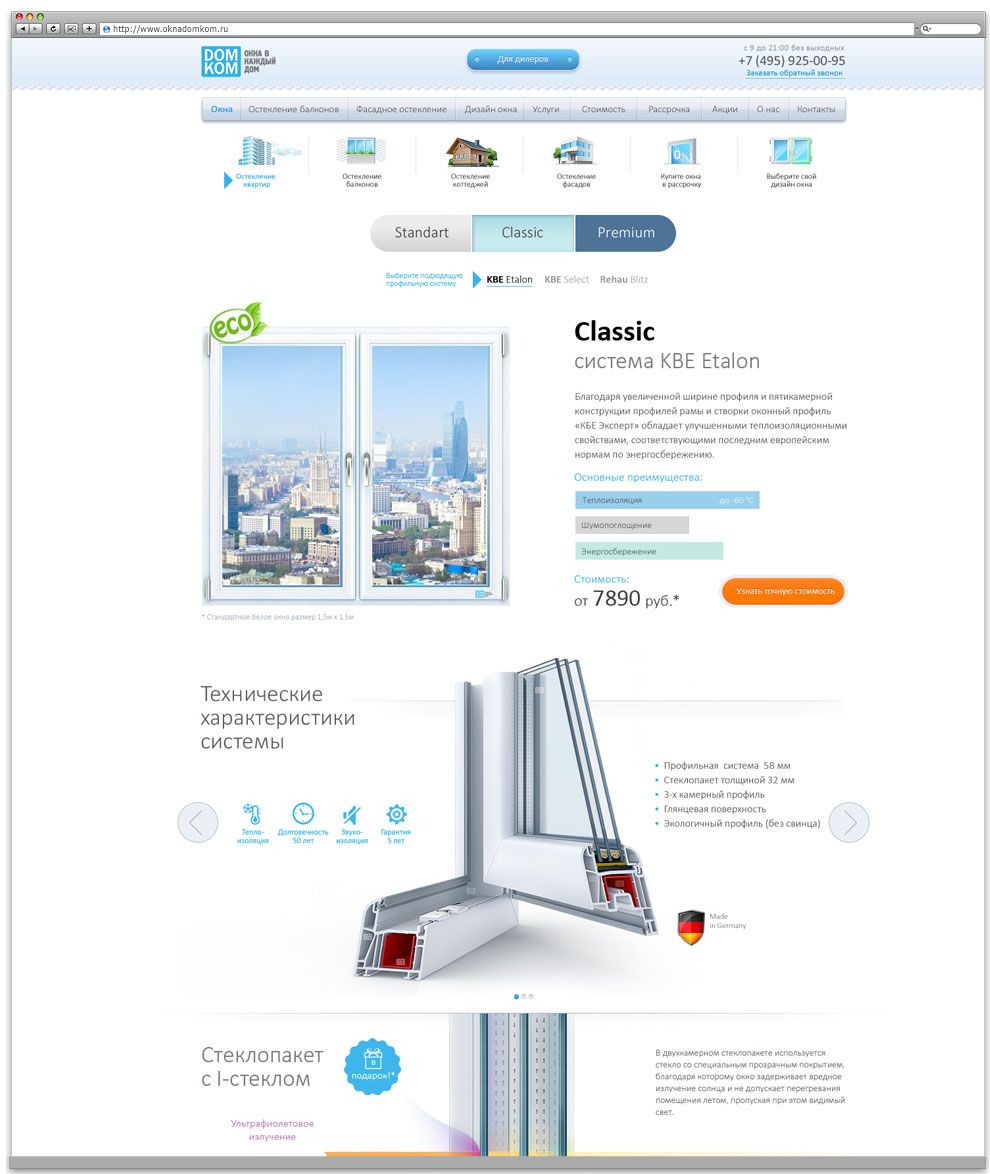 http://www.oknadomkom.ru
DOM
KOM
ОКНА В
КАЖДЫЙ
ДОМ
Для дилеров
с 9 до 21:00 без выходных
+7 (495) 925-00-95
Заказать обратный звонок
Окна
Остекление балконов
Фасадное остекление
Дизайн окна
Услуги
Стоимость
Рассрочка
Акции
О нас
Контакты
Остекление
квартир
Остекление
балконов
Остекление
коттеджей
Остекление
фасадов
0%
Купите окна
в рассрочку
Выберите свой
дизайн окна
Standart
Classic
Premium
Выберите подходящую
профильную систему
KBE Etalon
KBE Select
Rehau Blitz
eco
Classic
система KBE Etalon
Благодаря увеличенной ширине профиля и пятикамерной
конструкции профилей рамы и створки оконный профиль
«КБЕ Эксперт» обладает улучшенными теплоизоляционными
свойствами, соответствующими последним европейским
нормам по энергосбережению.
Основные преимущества:
Теплоизоляция до -60 °C
Шумопоглощение
Энергосбережение
Стоимость:
от 7890 руб.*
Узнать точную стоимость
* Стандартное белое окно размер 1,5м х 1.5м
Технические
характеристики
системы
Тепло-
изоляция
Долговечность
50 лет
Звуко-
изоляция
Гарантия
5 лет
• Профильная система 58 мм
• Стеклопакет толщиной 32 мм
• 3-х камерный профиль
• Глянцевая поверхность
• Экологичный профиль (без свинца)
Made
in Germany
Стеклопакет
с I-стеклом
в
подарок!*
В двухкамерном стеклопакете используется
стекло со специальным прозрачным покрытием,
благодаря которому окно задерживает вредное
излучение солнца и не допускает перегревания
помещения летом, пропуская при этом видимый
свет.
Ультрафиолетовое
излучение